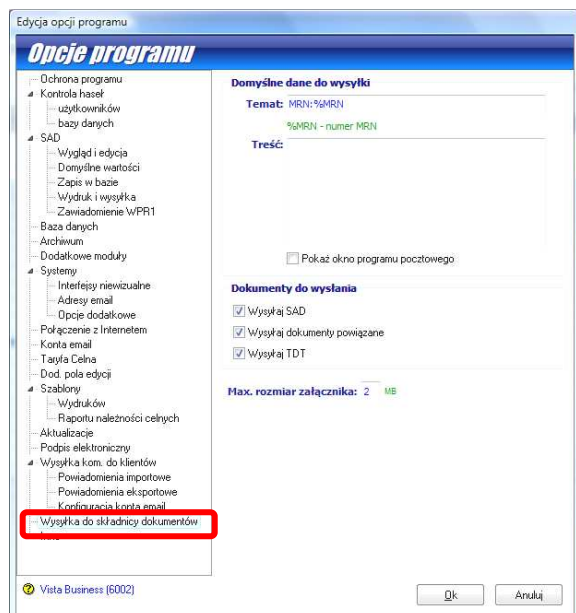 Edycja opcji programu
Opcje programu
Ochrona programu
Kontrola haseł
użytkowników
bazy danych
SAD
Wygląd i edycja
Domyślne wartości
Zapis w bazie
Wydruk i wysyłka
Zawiadomienie WPR1
Baza danych
Archiwum
Dodatkowe moduły
Systemy
Interfejsy niewizualne
Adresy email
Opcje dodatkowe
Połączenie z Internetem
Konta email
Taryfa Celna
Dod. pola edycji
Szablony
Wydruków
Raportu należności celnych
Aktualizacje
Podpis elektroniczny
Wysyłka kom. do klientów
Powiadomienia importowe
Powiadomienia eksportowe
Konfiguracja konta email
Wysyłka do składnicy dokumentów
Domyślne dane do wysyłki
Temat: MRN:%MRN
%MRN - numer MRN
Treść:
Pokaż okno programu pocztowego
Dokumenty do wysłania
Wysyłaj SAD
Wysyłaj dokumenty powiązane
Wysyłaj TDT
Max. rozmiar załącznika: 2 MB
Vista Business (6002)
Ok
Anuluj